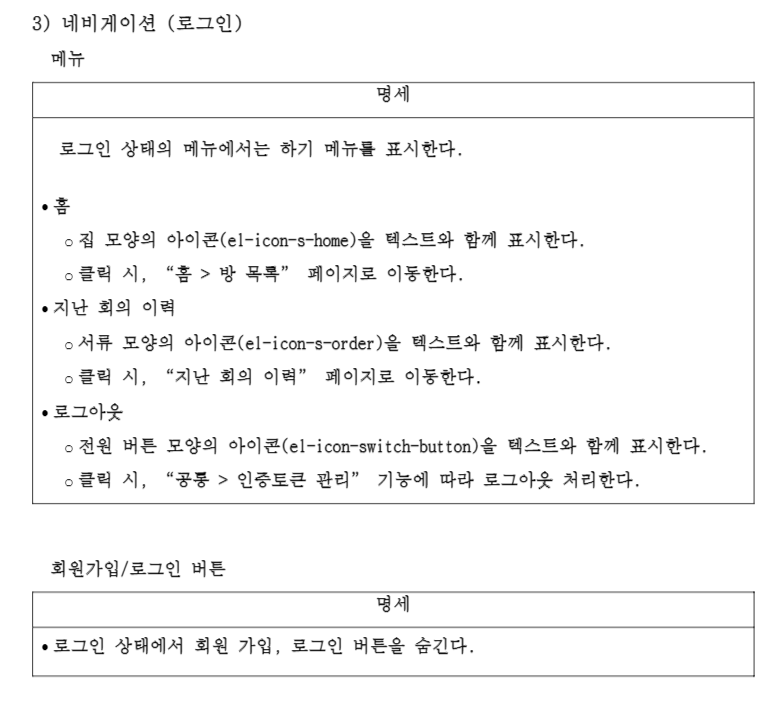 3) 네비게이션 (로그인)
메뉴
명세
로그인 상태의 메뉴에서는 하기 메뉴를 표시한다.
•홈
○집 모양의 아이콘(el-icon-s-home)을 텍스트와 함께 표시한다.
○클릭 시, “홈 > 방 목록” 페이지로 이동한다.
•지난 회의 이력
○서류 모양의 아이콘(el-icon-s-order)을 텍스트와 함께 표시한다.
○클릭 시, “지난 회의 이력” 페이지로 이동한다.
•로그아웃
○전원 버튼 모양의 아이콘(el-icon-switch-button)을 텍스트와 함께 표시한다.
○클릭 시, “공통 > 인증토큰 관리” 기능에 따라 로그아웃 처리한다.
회원가입/로그인 버튼
명세
•로그인 상태에서 회원 가입, 로그인 버튼을 숨긴다.